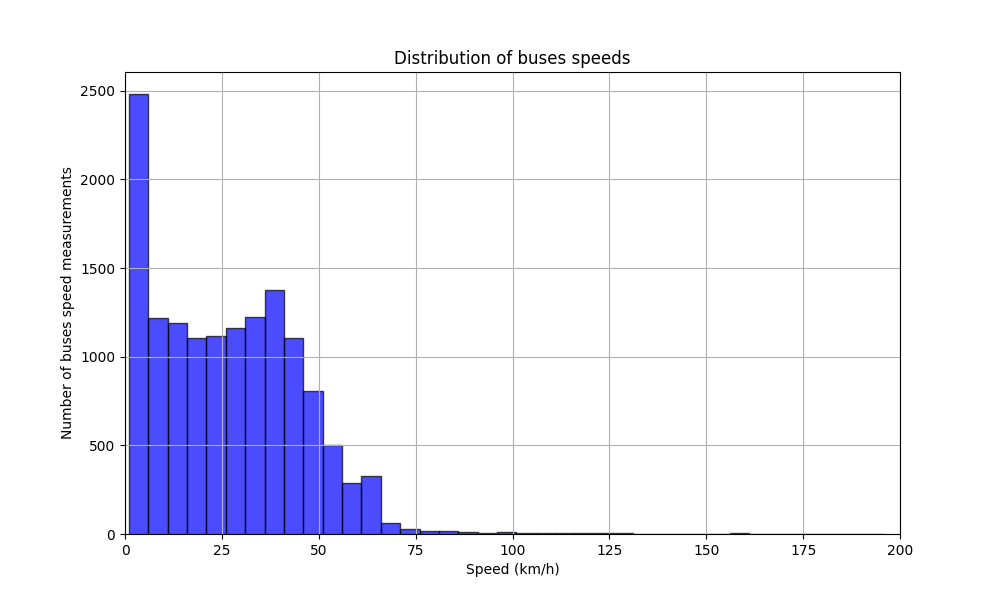 Distribution of buses speeds
Number of buses speed measurements
2500
2000
1500
1000
500
0
0 25 50 75 100 125 150 175 200
Speed (km/h)